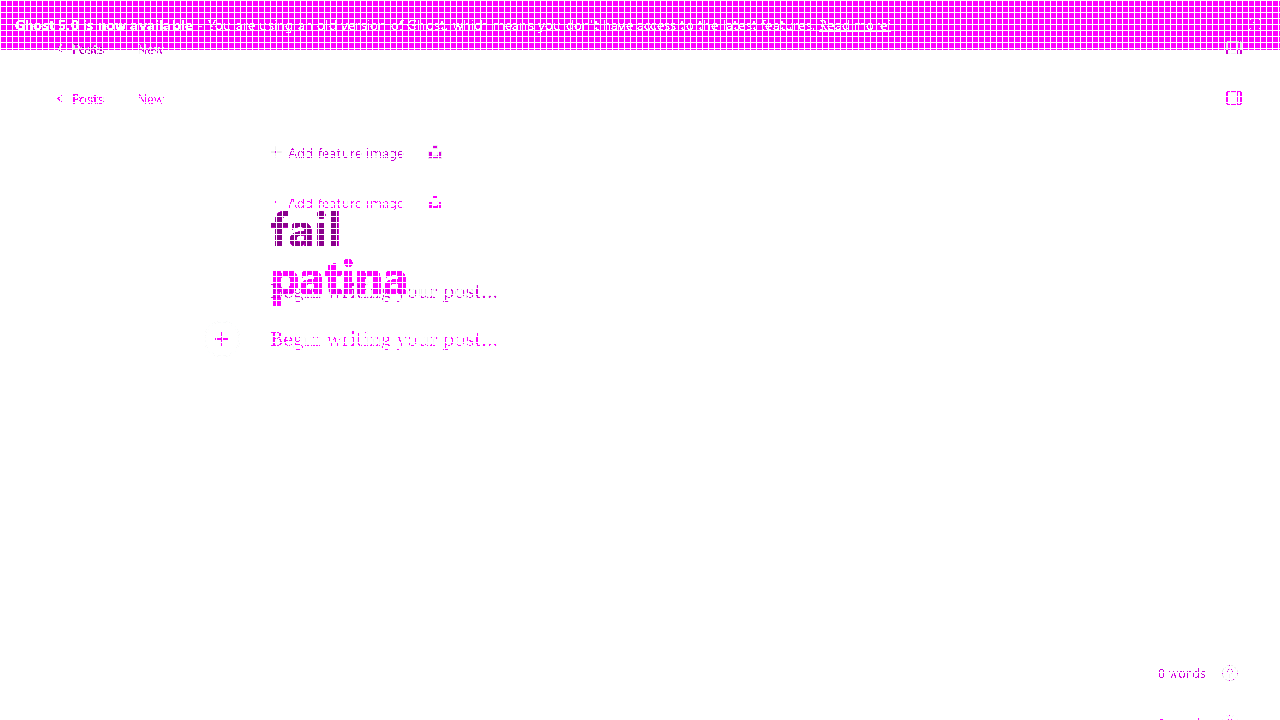 Ghost 5.0 is now available - You are using an old version of Ghost, which means you don't have access to the latest features. Read more
< Posts New
< Posts New
+ Add feature image
+ Add feature image
fail
patina
Begin writing your post...
+ Begin writing your post...
0 words